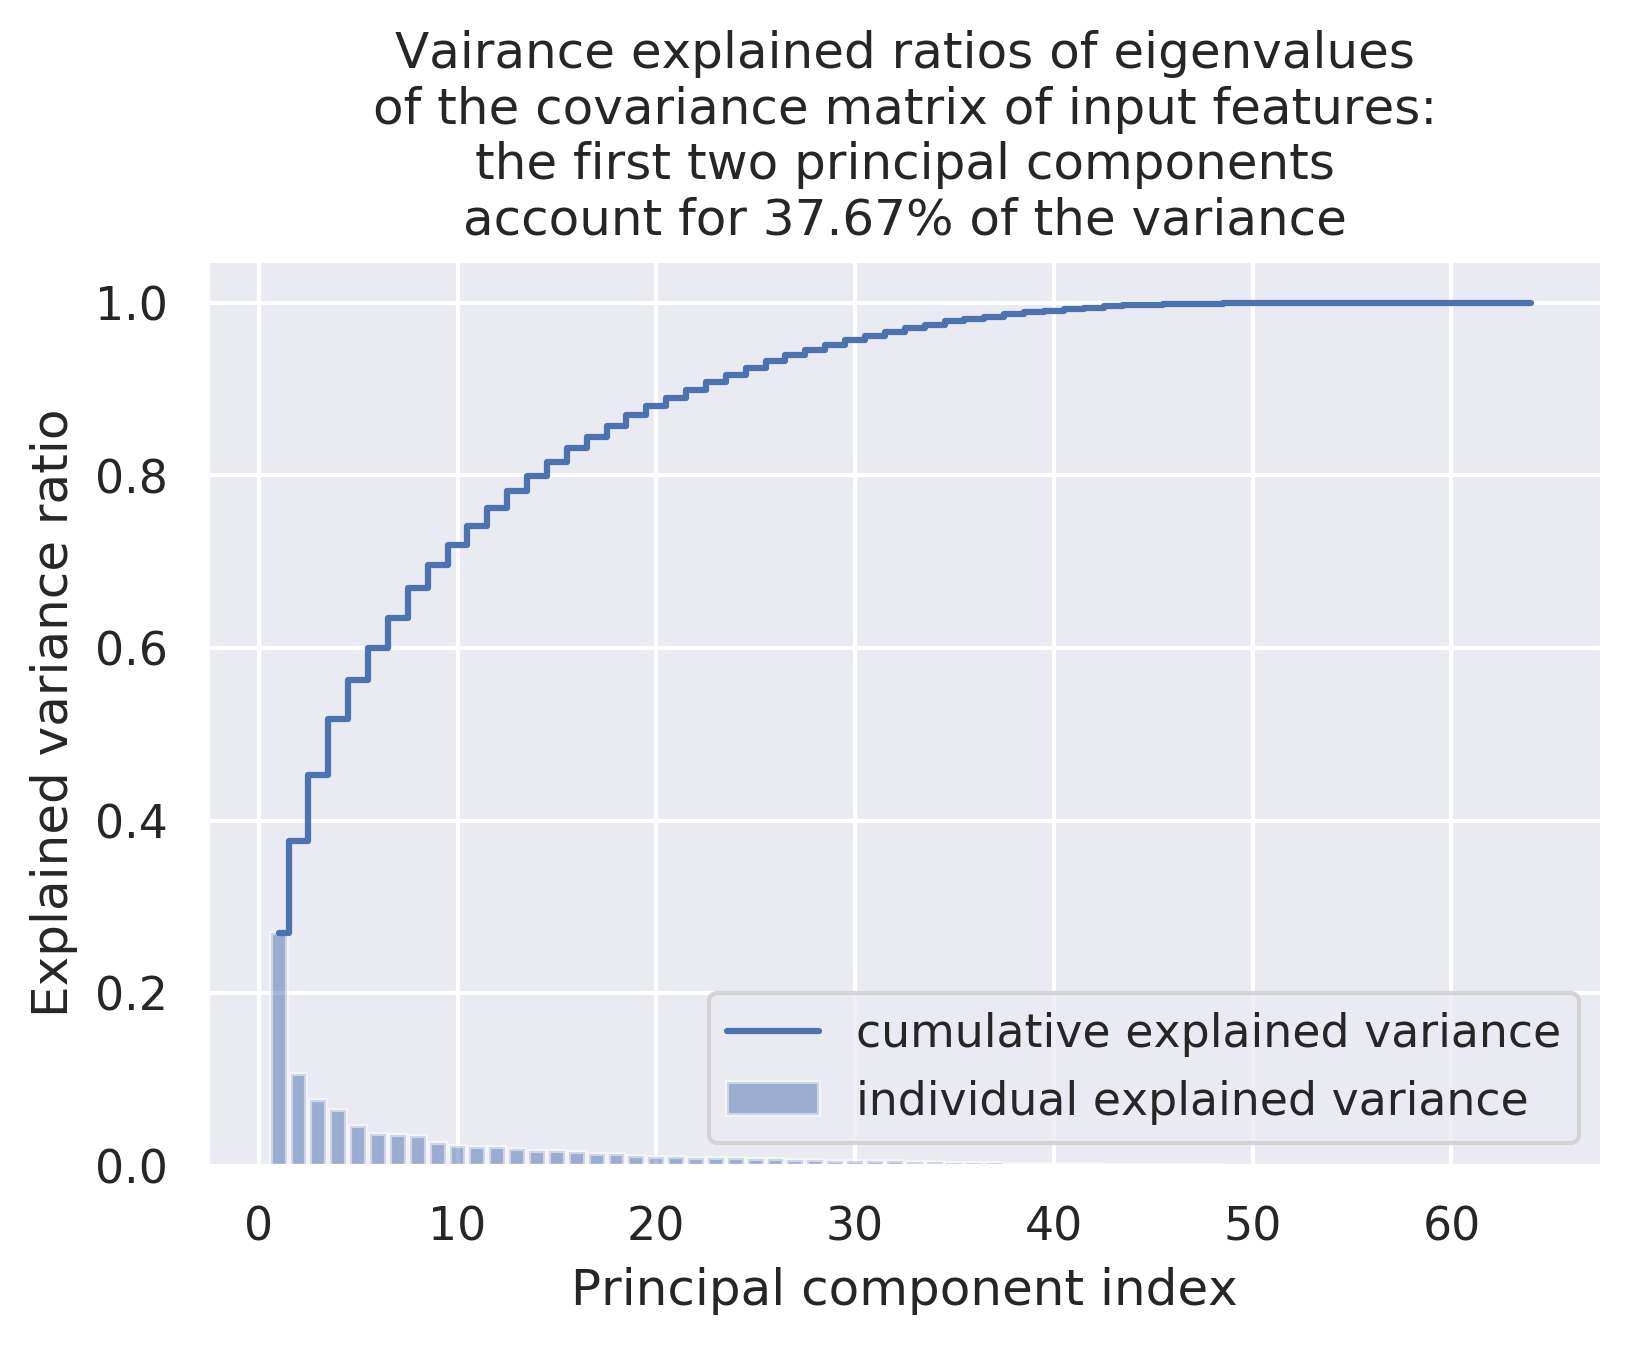 Vairance explained ratios of eigenvalues
of the covariance matrix of input features:
the first two principal components
account for 37.67% of the variance
Explained variance ratio
1.0
0.8
0.6
0.4
0.2
0.0
cumulative explained variance
individual explained variance
0 10 20 30 40 50 60
Principal component index